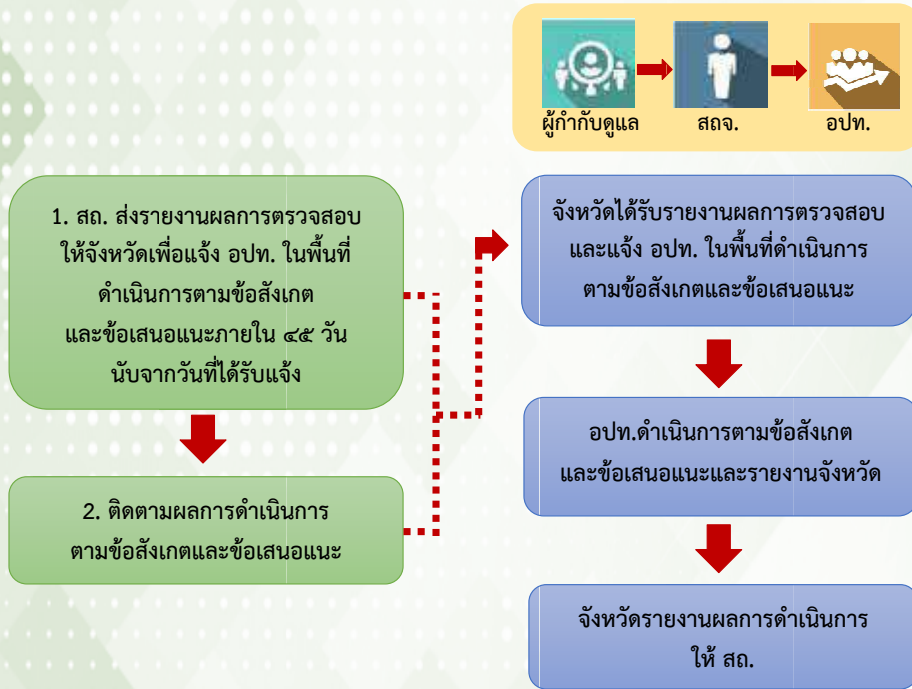 ผู้กำกับดูแล
สถจ.
อปท.
1. สถ. ส่งรายงานผลการตรวจสอบ
ให้จังหวัดเพื่อแจ้ง อปท. ในพื้นที่
ดำเนินการตามข้อสังเกต
และข้อเสนอแนะภายใน ๔๕ วัน
นับจากวันที่ได้รับแจ้ง
2. ติดตามผลการดำเนินการ
ตามข้อสังเกตและข้อเสนอแนะ
จังหวัดได้รับรายงานผลการตรวจสอบ
และแจ้ง อปท. ในพื้นที่ดำเนินการ
ตามข้อสังเกตและข้อเสนอแนะ
อปท.ดำเนินการตามข้อสังเกต
และข้อเสนอแนะและรายงานจังหวัด
จังหวัดรายงานผลการดำเนินการ
ให้ สถ.